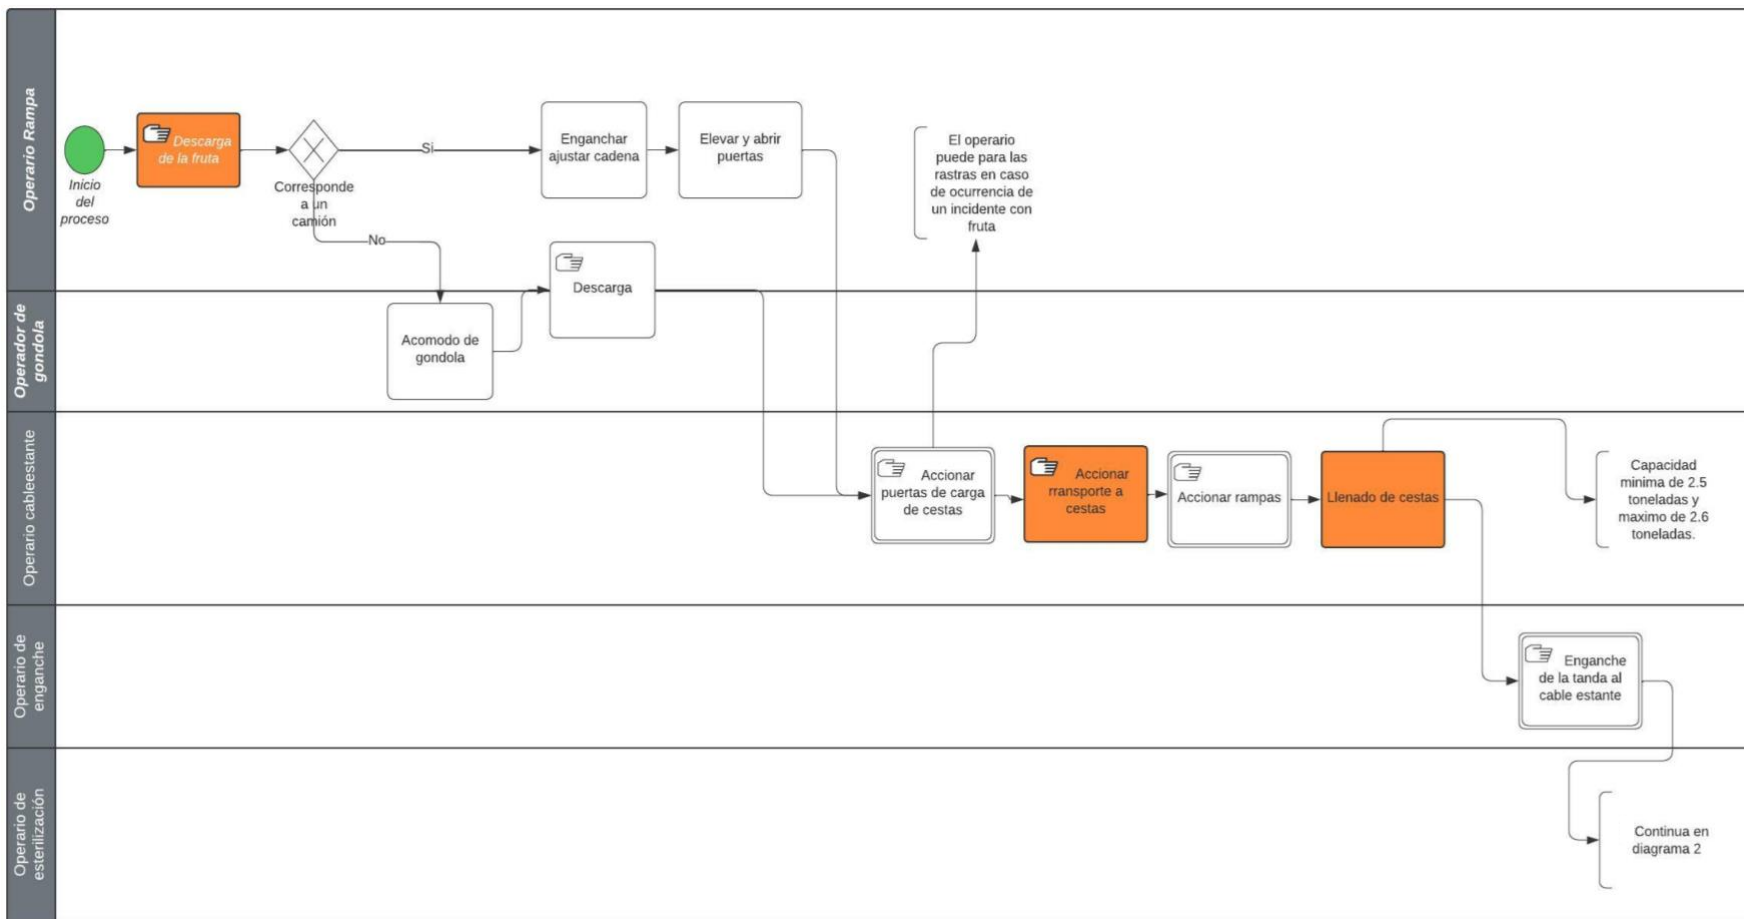 Operario Rampa
Inicio
del
proceso
Descarga
de la fruta
Corresponde
a un
camión
Si
No
Enganchar
ajustar cadena
Elevar y abrir
puertas
El operario
puede para las
rastras en caso
de ocurrencia de
un incidente con
fruta
Descarga
Operador de
gondola
Acomodo de
gondola
Operario cableestante
Accionar
puertas de carga
de cestas
Accionar
rransporte a
cestas
Accionar rampas
Llenado de cestas
Capacidad
minima de 2.5
toneladas y
maximo de 2.6
toneladas.
Operario de
enganche
Enganche
de la tanda al
cable estante
Operario de
esterilización
Continua en
diagrama 2